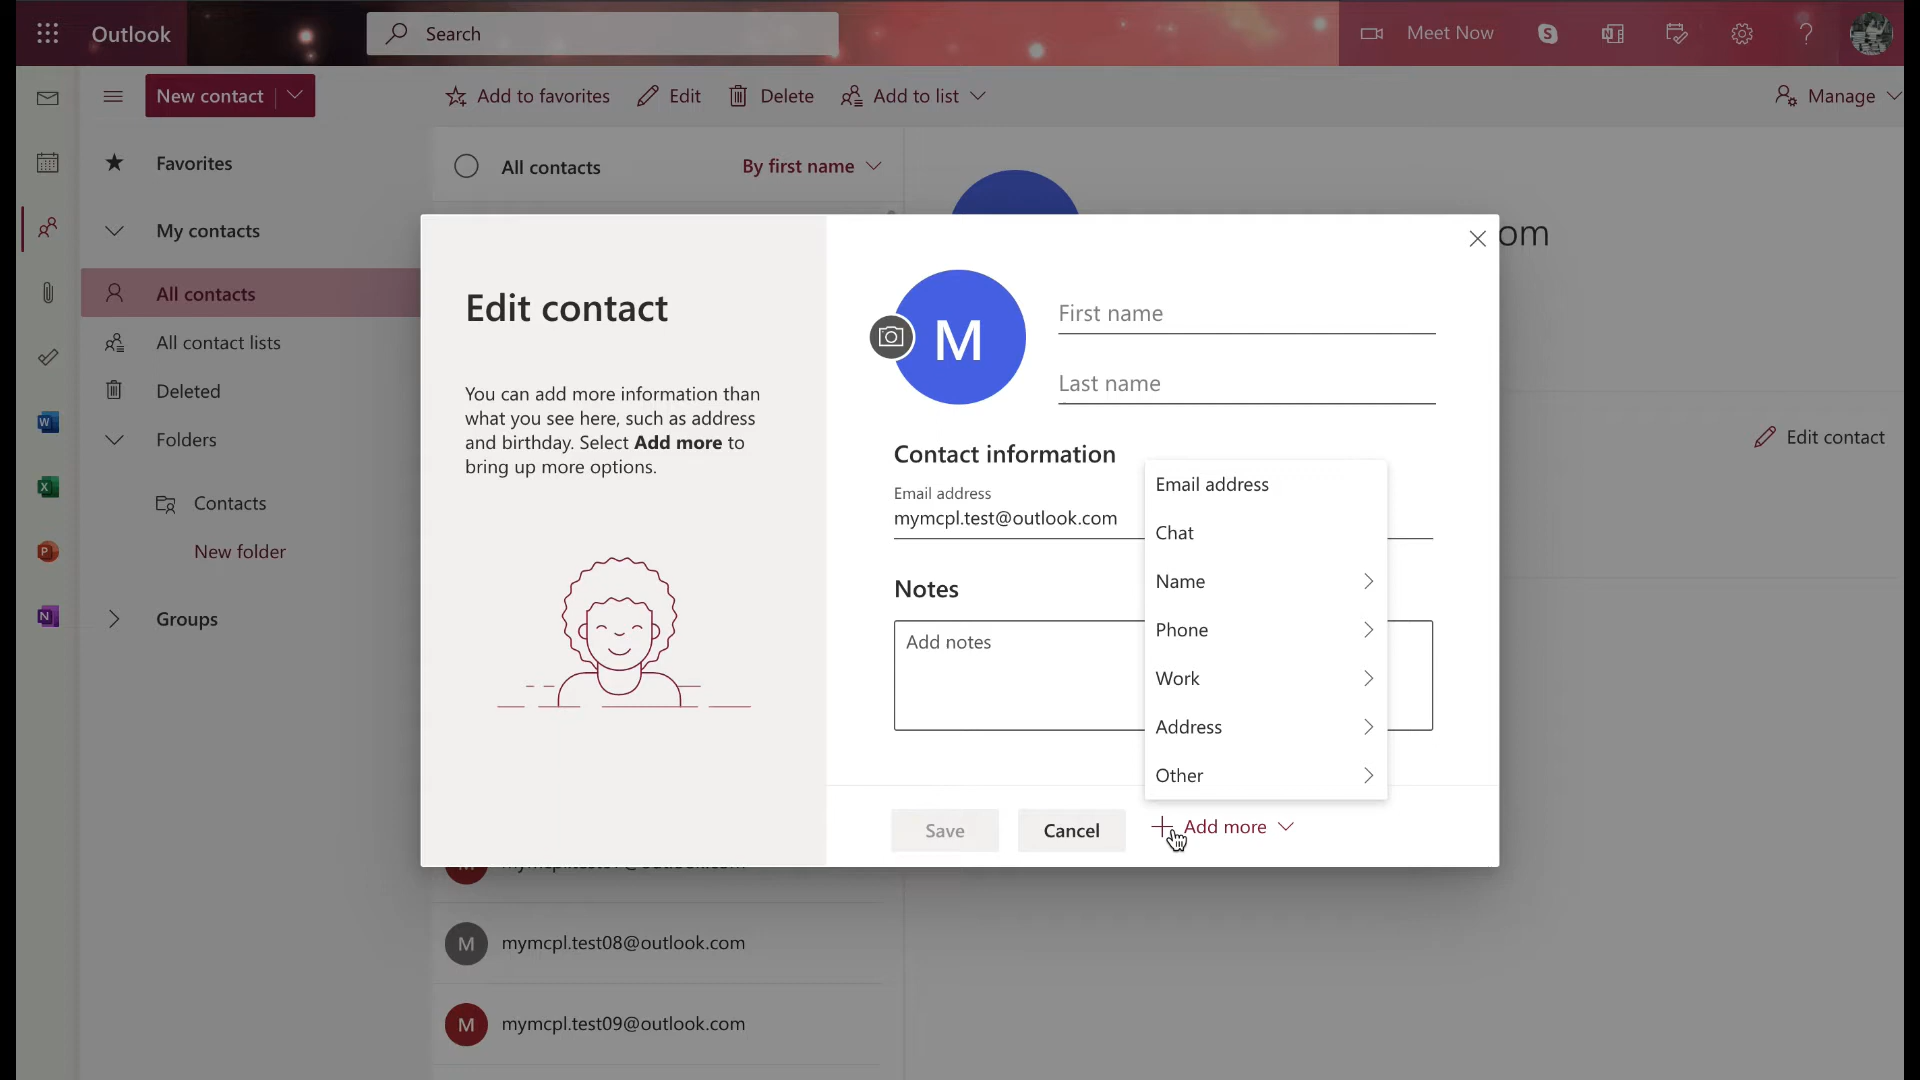 Outlook
Search
Meet Now
New contact
Add to favorites
Edit
Delete
Add to list
Manage
Favorites
My contacts
All contacts
All contact lists
Deleted
Folders
Contacts
New folder
Groups
All contacts
By first name
om
Edit contact
Edit contact
You can add more information than
what you see here, such as address
and birthday. Select Add more to
bring up more options.
M
First name
Last name
Contact information
Email address
mymcpl.test@outlook.com
Notes
Add notes
Email address
Chat
Name
Phone
Work
Address
Other
Save
Cancel
Add more
M
mymcpl.test08@outlook.com
M
mymcpl.test09@outlook.com